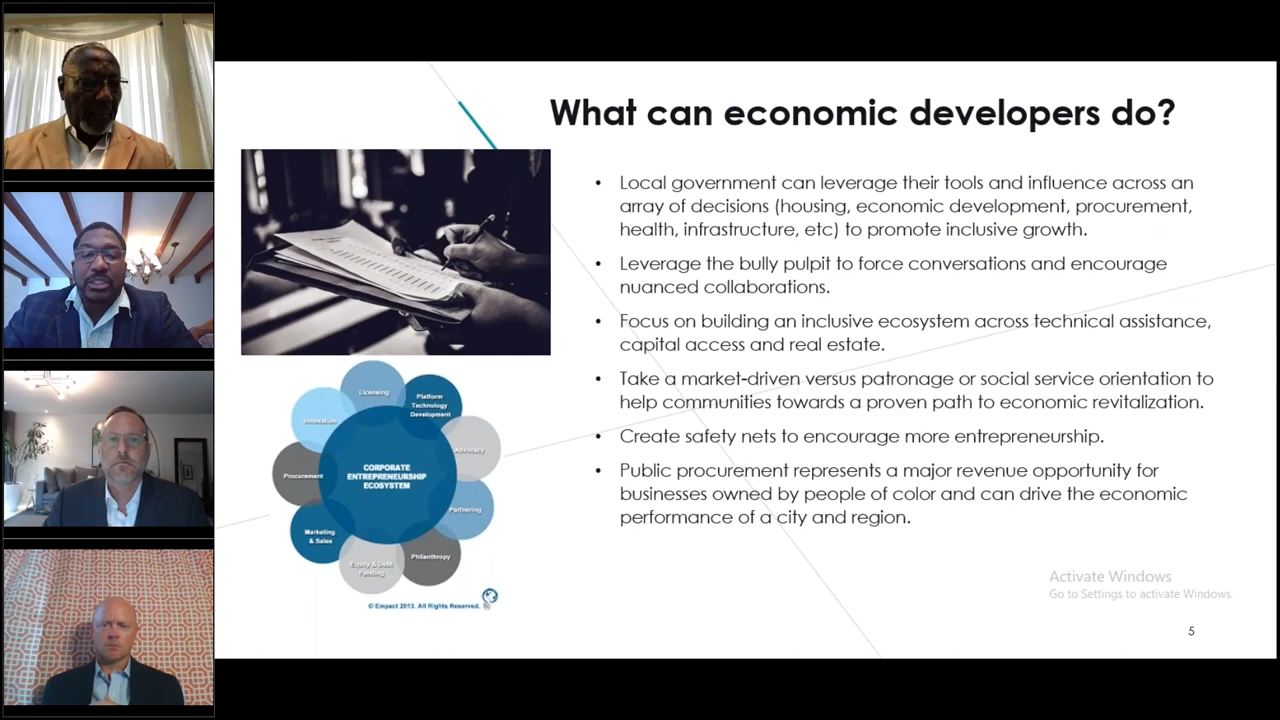 What can economic developers do?
• Local government can leverage their tools and influence across an
array of decisions (housing, economic development, procurement,
health, infrastructure, etc) to promote inclusive growth.
• Leverage the bully pulpit to force conversations and encourage
nuanced collaborations.
• Focus on building an inclusive ecosystem across technical assistance,
capital access and real estate.
• Take a market-driven versus patronage or social service orientation to
help communities towards a proven path to economic revitalization.
• Create safety nets to encourage more entrepreneurship.
• Public procurement represents a major revenue opportunity for
businesses owned by people of color and can drive the economic
performance of a city and region.
Licensing
Platform
Technology
Development
Innovation
Advocacy
Procurement
CORPORATE
ENTREPRENEURSHIP
ECOSYSTEM
Partnering
Marketing
& Sales
Equity & Debt
Funding
Philanthropy
© Empact 2013. All Rights Reserved.
Activate Windows
Go to Settings to activate Windows.
5